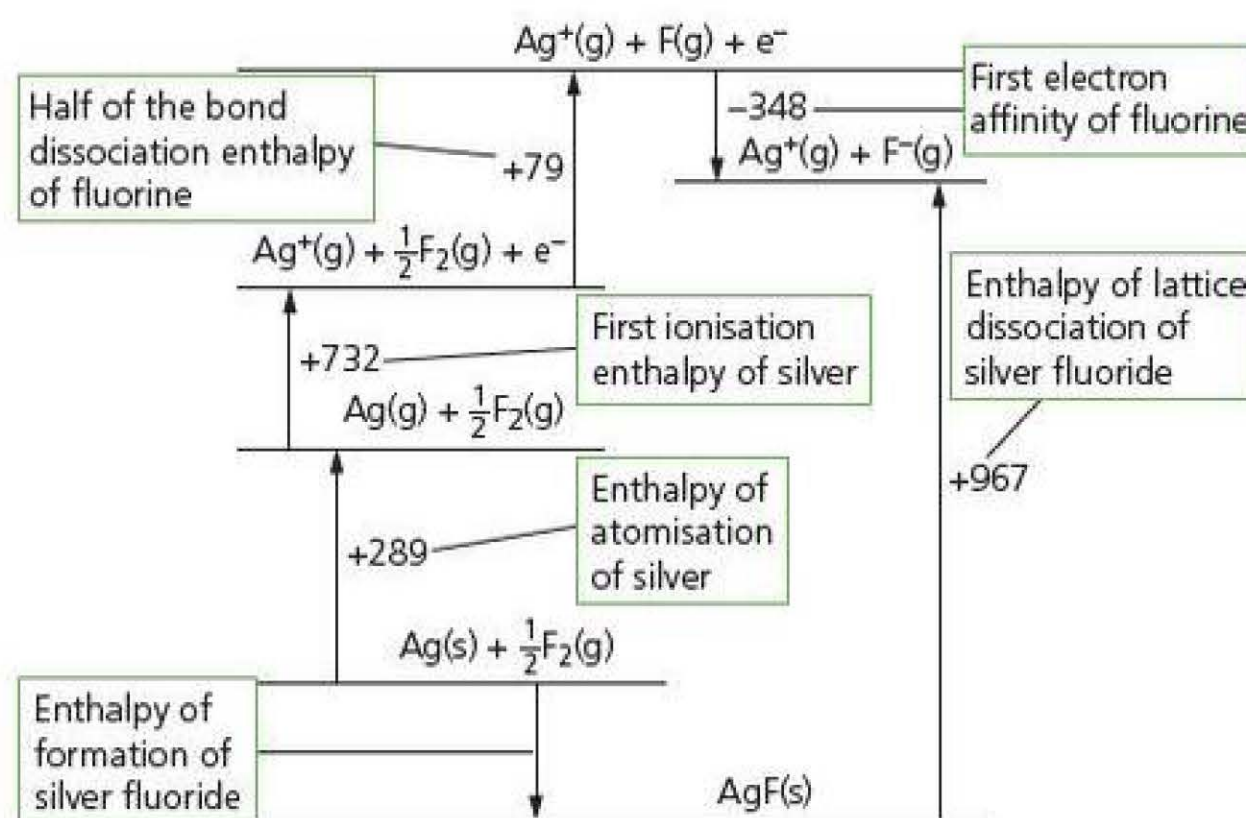 Ag⁺(g) + F(g) + e⁻
Half of the bond
dissociation enthalpy
of fluorine
+79
−348
First electron
affinity of fluorine
Ag⁺(g) + F⁻(g)
Ag⁺(g) + ½F₂(g) + e⁻
+732
First ionisation
enthalpy of silver
Enthalpy of lattice
dissociation of
silver fluoride
Ag(g) + ½F₂(g)
+967
+289
Enthalpy of
atomisation
of silver
Ag(s) + ½F₂(g)
Enthalpy of
formation of
silver fluoride
AgF(s)